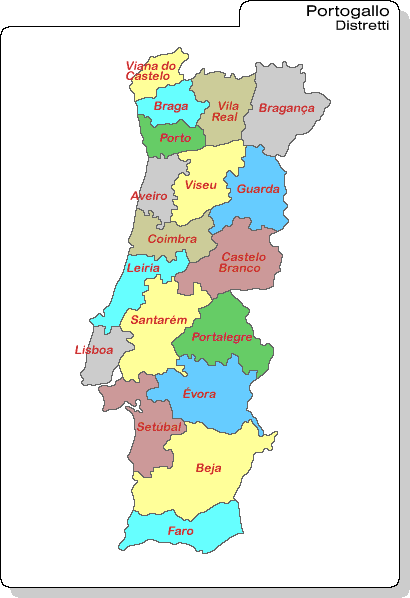 Portogallo
Distretti
Viana do
Castelo
Braga
Vila
Real
Bragança
Porto
Aveiro
Viseu
Guarda
Coimbra
Castelo
Branco
Leiria
Santarém
Portalegre
Lisboa
Évora
Setúbal
Beja
Faro